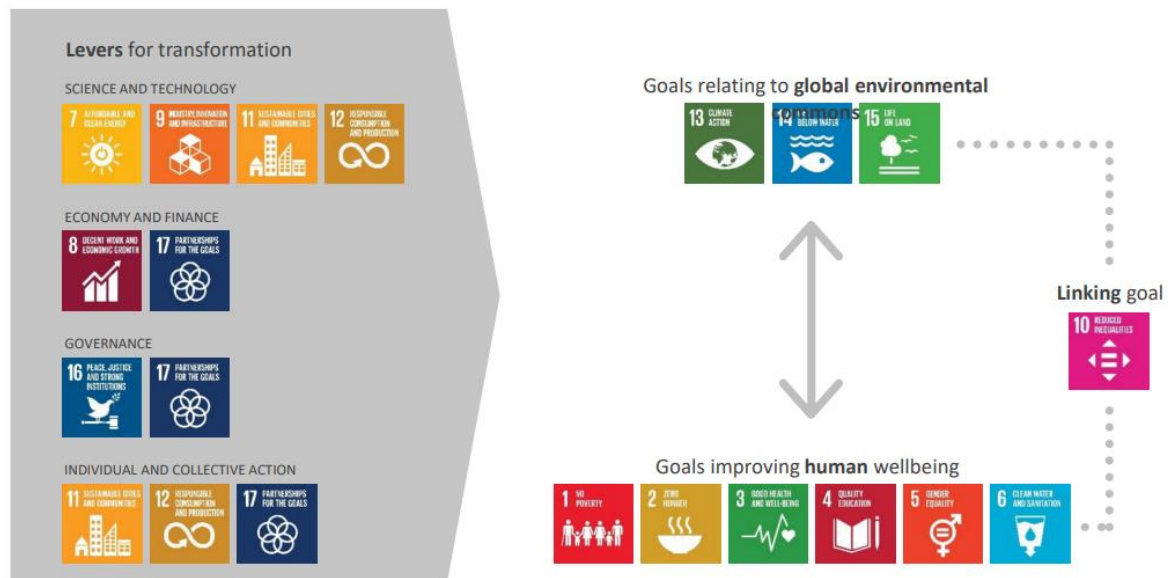 Levers for transformation
SCIENCE AND TECHNOLOGY
7 AFFORDABLE AND
CLEAN ENERGY
9 INDUSTRY, INNOVATION
AND INFRASTRUCTURE
11 SUSTAINABLE CITIES
AND COMMUNITIES
12 RESPONSIBLE
CONSUMPTION
AND PRODUCTION
ECONOMY AND FINANCE
8 DECENT WORK AND
ECONOMIC GROWTH
17 PARTNERSHIPS
FOR THE GOALS
GOVERNANCE
16 PEACE, JUSTICE
AND STRONG
INSTITUTIONS
17 PARTNERSHIPS
FOR THE GOALS
INDIVIDUAL AND COLLECTIVE ACTION
11 SUSTAINABLE CITIES
AND COMMUNITIES
12 RESPONSIBLE
CONSUMPTION
AND PRODUCTION
17 PARTNERSHIPS
FOR THE GOALS
Goals relating to global environmental
commons
13 CLIMATE
ACTION
14
BELOW WATER
15 LIFE
ON LAND
Linking goal
10 REDUCED
INEQUALITIES
Goals improving human wellbeing
1 NO
POVERTY
2 ZERO
HUNGER
3 GOOD HEALTH
AND WELL-BEING
4 QUALITY
EDUCATION
5 GENDER
EQUALITY
6 CLEAN WATER
AND SANITATION